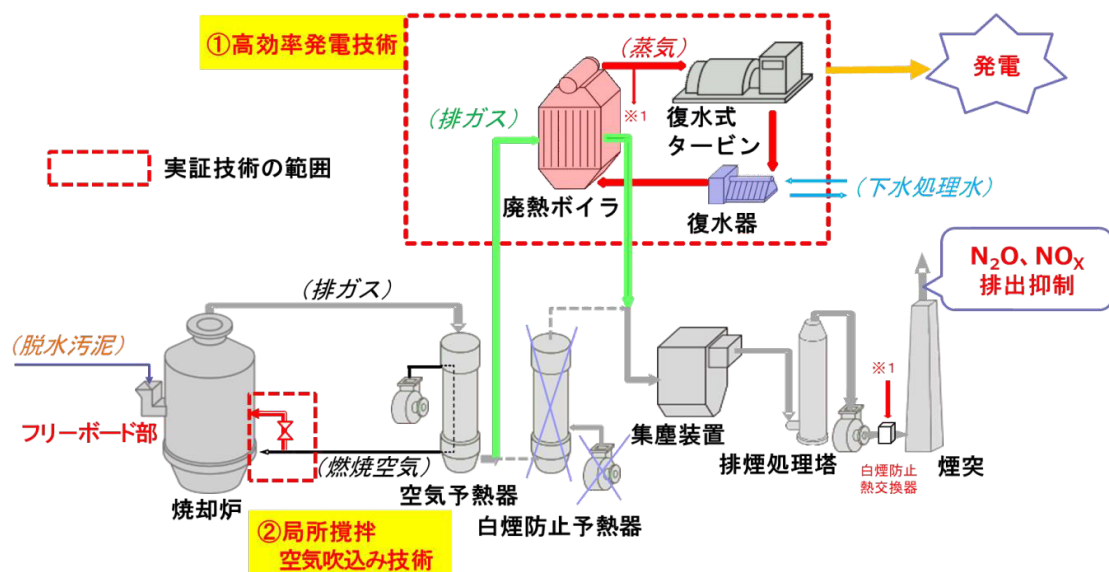 ①高効率発電技術
(蒸気)
発電
(排ガス)
※1
復水式
タービン
実証技術の範囲
廃熱ボイラ
復水器
(下水処理水)
N₂O、NOX
排出抑制
(排ガス)
(脱水汚泥)
※1
フリーボード部
集塵装置
(燃焼空気)
排煙処理塔
白煙防止
熱交換器
煙突
空気予熱器
焼却炉
白煙防止予熱器
②局所撹拌
空気吹込み技術